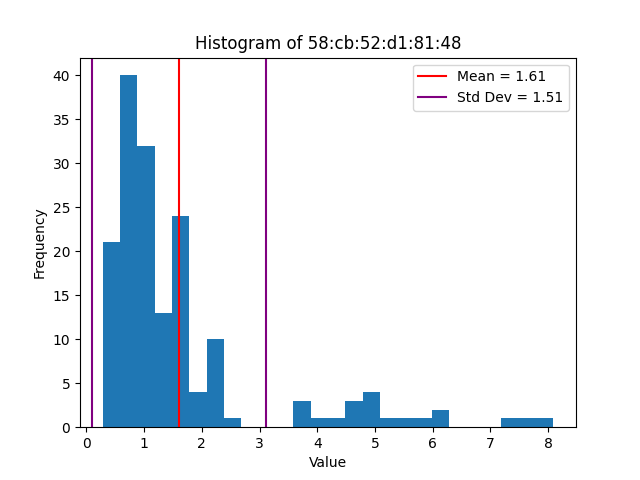 Histogram of 58:cb:52:d1:81:48
Mean = 1.61
Std Dev = 1.51
Frequency
40
35
30
25
20
15
10
5
0
0 1 2 3 4 5 6 7 8
Value